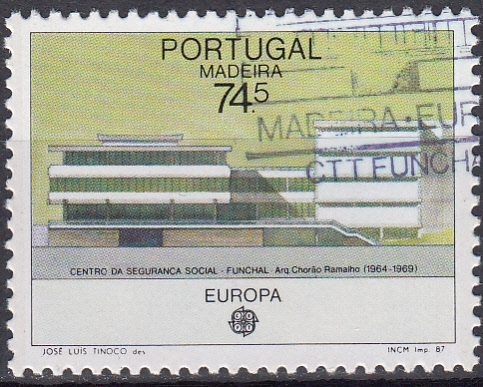 PORTUGAL
MADEIRA
74.5
MADEIRA · EUR
CTT FUNCHA
CENTRO DA SEGURANCA SOCIAL - FUNCHAL - Arq. Chorão Ramalho (1964-1969)
EUROPA
JOSÉ LUÍS TINOCO des.
INCM Imp. 87